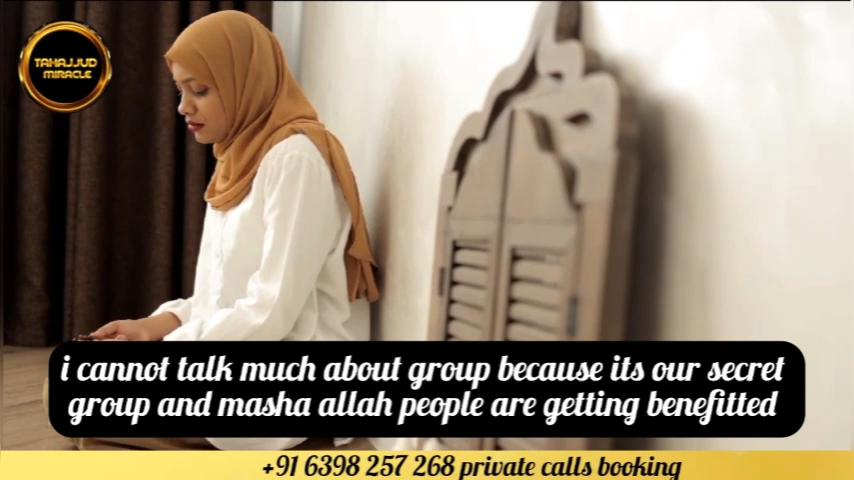 TAHAJJUD
MIRACLE
i cannot talk much about group because its our secret
group and masha allah people are getting benefitted
+91 6398 257 268 private calls booking